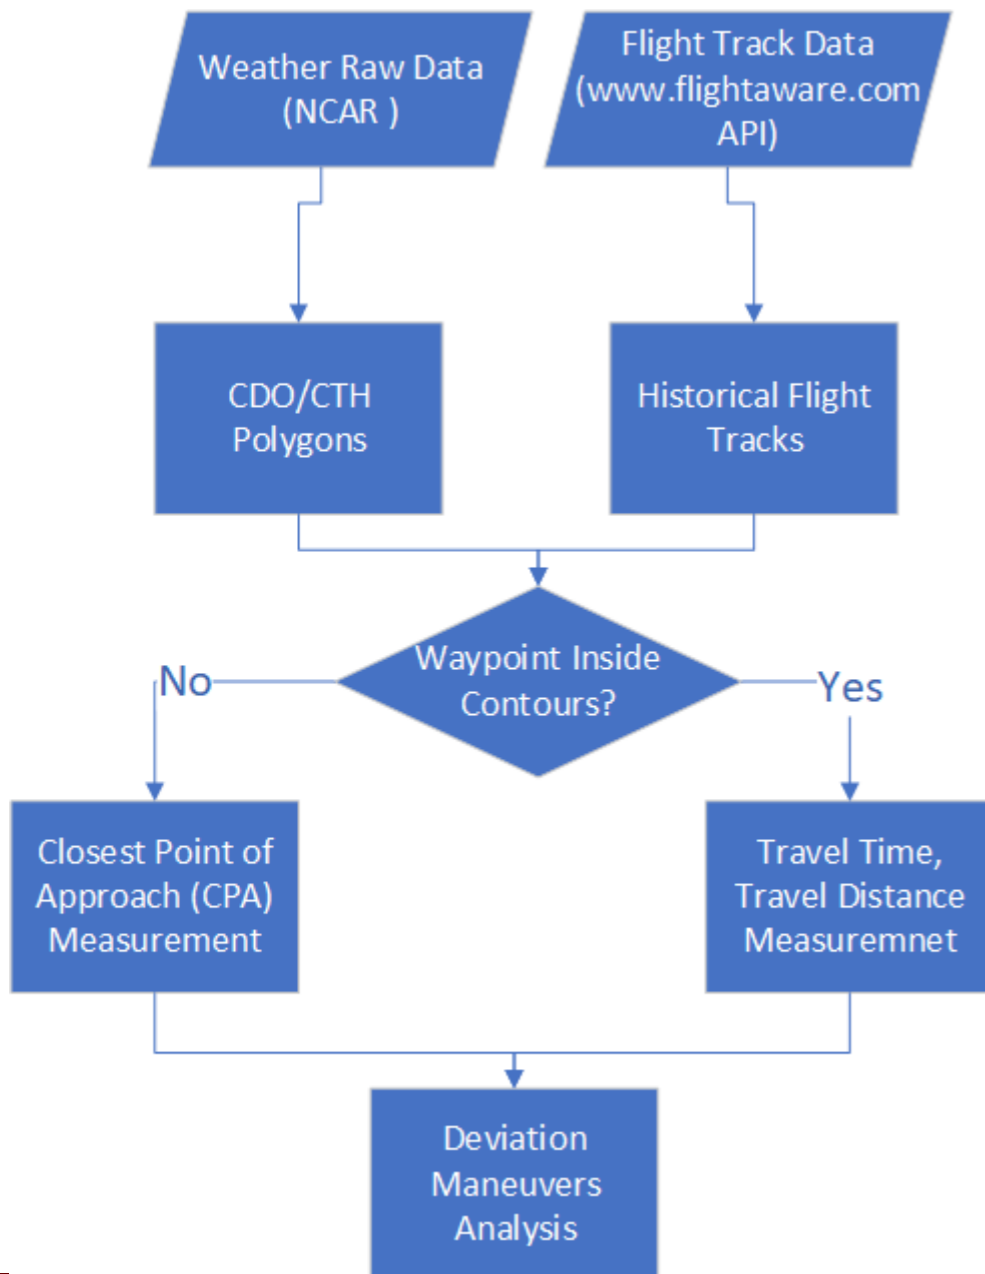 Weather Raw Data
(NCAR )
Flight Track Data
(www.flightaware.com
API)
CDO/CTH
Polygons
Historical Flight
Tracks
Waypoint Inside
Contours?
No
Yes
Closest Point of
Approach (CPA)
Measurement
Travel Time,
Travel Distance
Measuremnet
Deviation
Maneuvers
Analysis